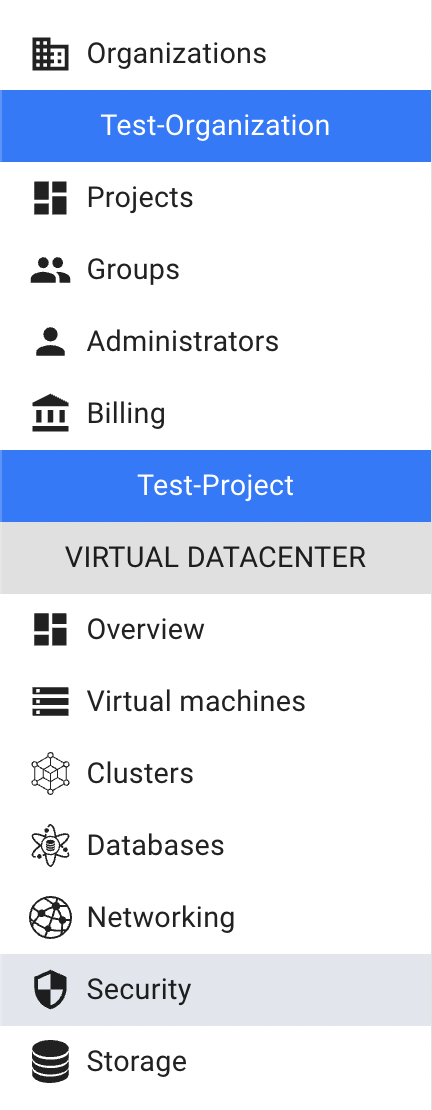 Organizations
Test-Organization
Projects
Groups
Administrators
Billing
Test-Project
VIRTUAL DATACENTER
Overview
Virtual machines
Clusters
Databases
Networking
Security
Storage